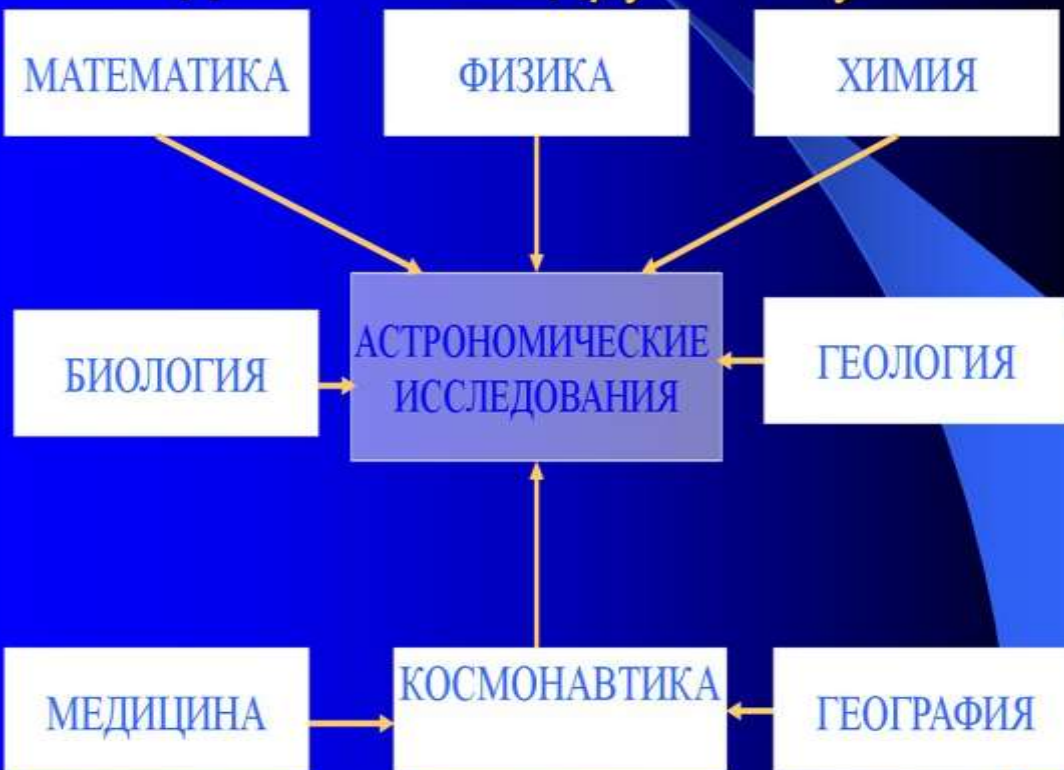 МАТЕМАТИКА
ФИЗИКА
ХИМИЯ
БИОЛОГИЯ
АСТРОНОМИЧЕСКИЕ
ИССЛЕДОВАНИЯ
ГЕОЛОГИЯ
МЕДИЦИНА
КОСМОНАВТИКА
ГЕОГРАФИЯ